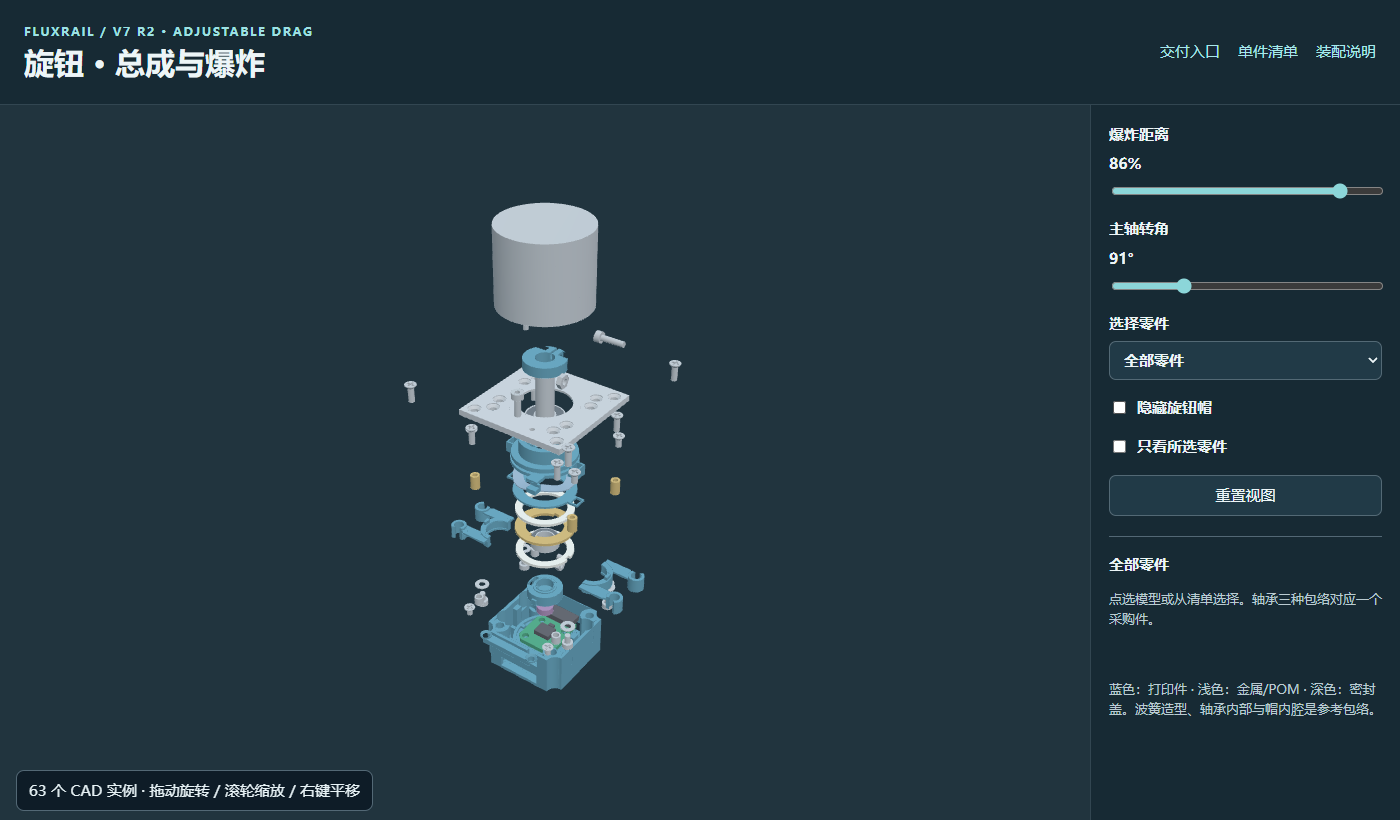 FLUXRAIL / V7 R2 • ADJUSTABLE DRAG
旋钮 • 总成与爆炸
交付入口 单件清单 装配说明
爆炸距离
86%
主轴转角
91°
选择零件
全部零件
隐藏旋钮帽
只看所选零件
重置视图
全部零件
点选模型或从清单选择。轴承三种包络对应一个
采购件。
蓝色：打印件 · 浅色：金属/POM · 深色：密封
盖。波簧造型、轴承内部与帽内腔是参考包络。
63 个 CAD 实例 · 拖动旋转 / 滚轮缩放 / 右键平移